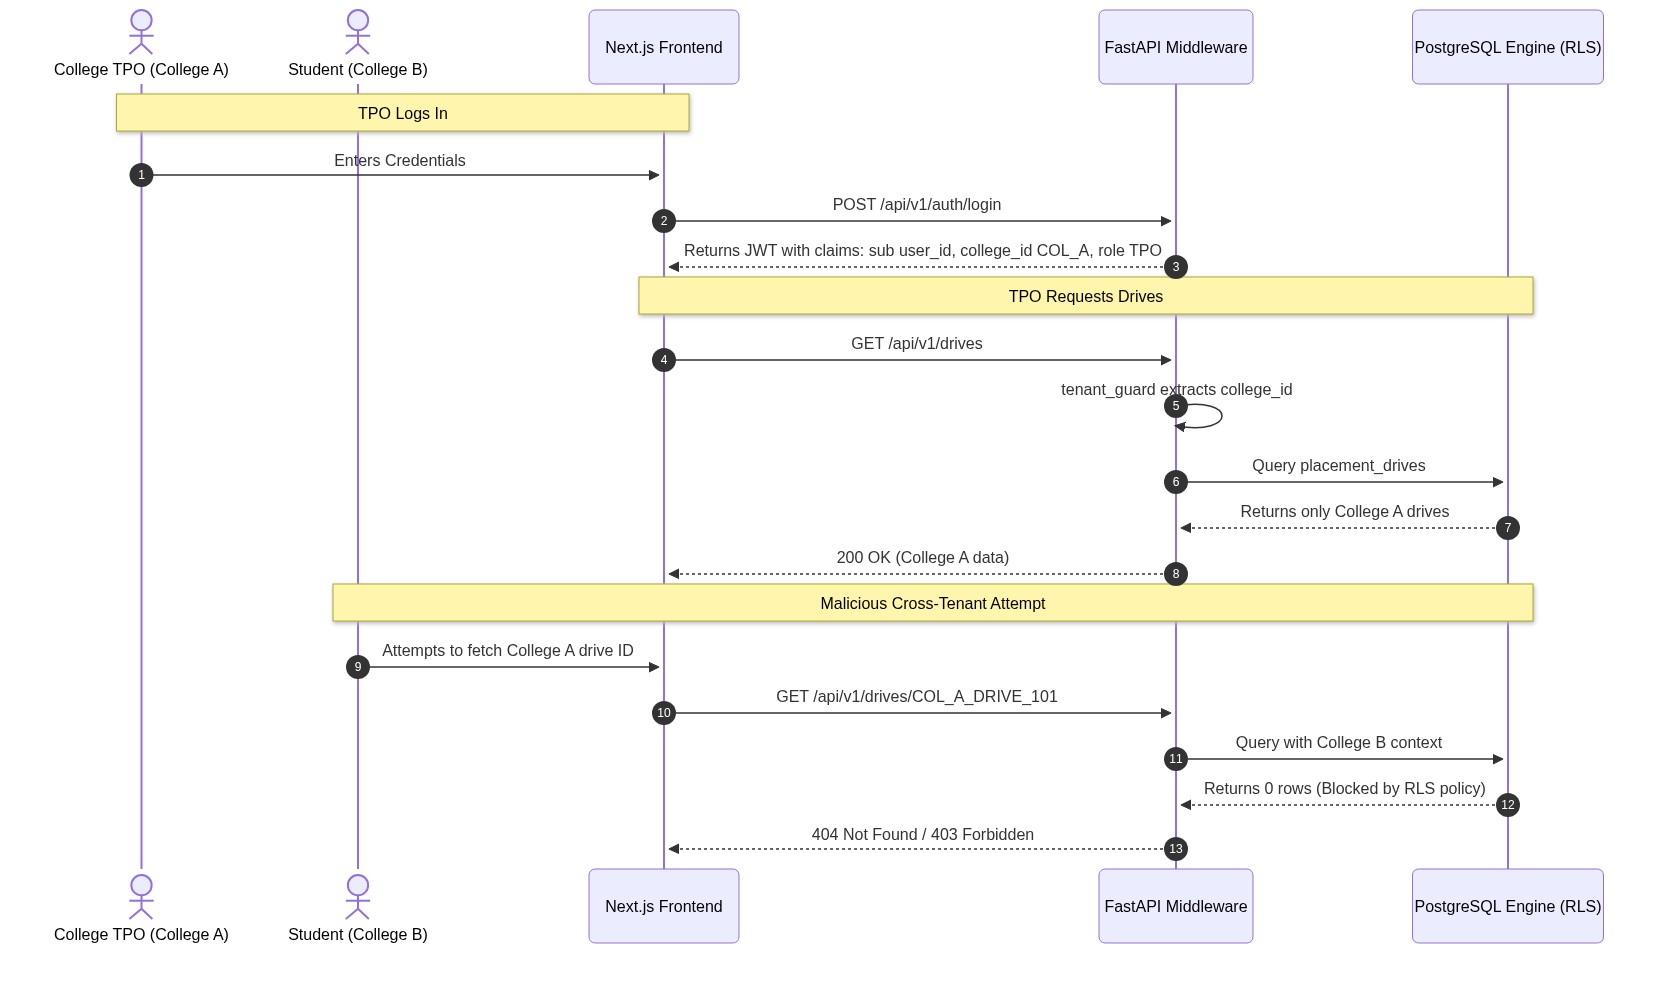 College TPO (College A)
Student (College B)
Next.js Frontend
FastAPI Middleware
PostgreSQL Engine (RLS)
TPO Logs In
Enters Credentials
1
POST /api/v1/auth/login
2
Returns JWT with claims: sub user_id, college_id COL_A, role TPO
3
TPO Requests Drives
GET /api/v1/drives
4
tenant_guard extracts college_id
5
Query placement_drives
6
Returns only College A drives
7
200 OK (College A data)
8
Malicious Cross-Tenant Attempt
Attempts to fetch College A drive ID
9
GET /api/v1/drives/COL_A_DRIVE_101
10
Query with College B context
11
Returns 0 rows (Blocked by RLS policy)
12
404 Not Found / 403 Forbidden
13
College TPO (College A)
Student (College B)
Next.js Frontend
FastAPI Middleware
PostgreSQL Engine (RLS)